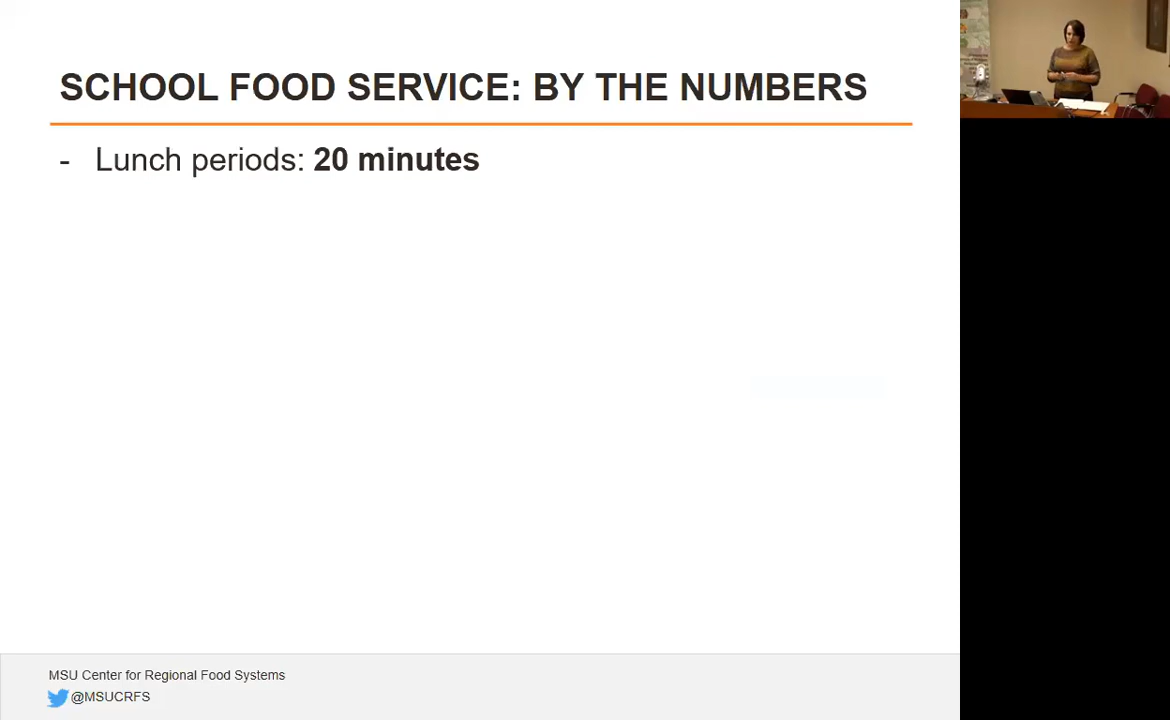 SCHOOL FOOD SERVICE: BY THE NUMBERS
- Lunch periods: 20 minutes
MSU Center for Regional Food Systems
@MSUCRFS